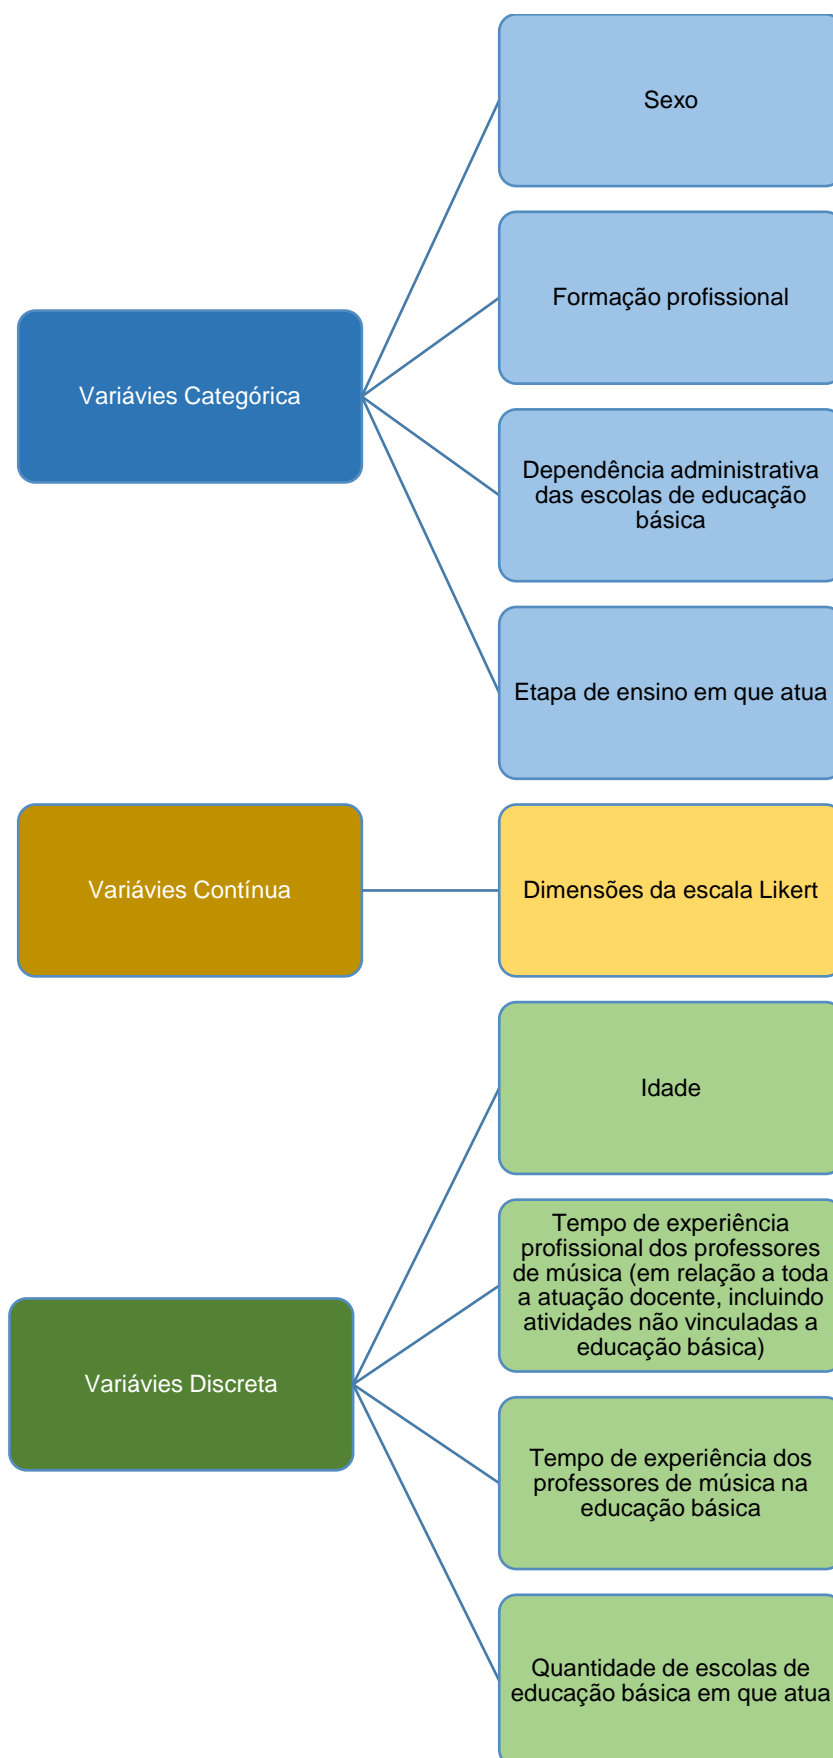 Sexo
Formação profissional
Variávies Categórica
Dependência administrativa
das escolas de educação
básica
Etapa de ensino em que atua
Variávies Contínua
Dimensões da escala Likert
Idade
Tempo de experiência
profissional dos professores
de música (em relação a toda
a atuação docente, incluindo
atividades não vinculadas a
educação básica)
Variávies Discreta
Tempo de experiência dos
professores de música na
educação básica
Quantidade de escolas de
educação básica em que atua